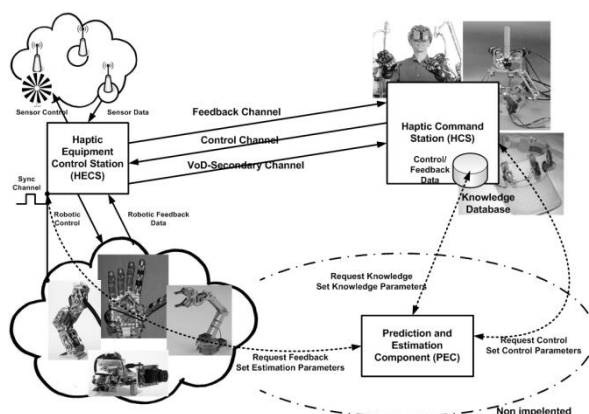 Sensor Control
Sensor Data
Haptic
Equipment
Control Station
(HECS)
Feedback Channel
Control Channel
VoD-Secondary Channel
Haptic Command
Station (HCS)
Control/
Feedback
Data
Knowledge
Database
Sync
Channel
Robotic
Control
Robotic Feedback
Data
Request Knowledge
Set Knowledge Parameters
Prediction and
Estimation
Component (PEC)
Request Control
Set Control Parameters
Request Feedback
Set Estimation Parameters
Non impelented